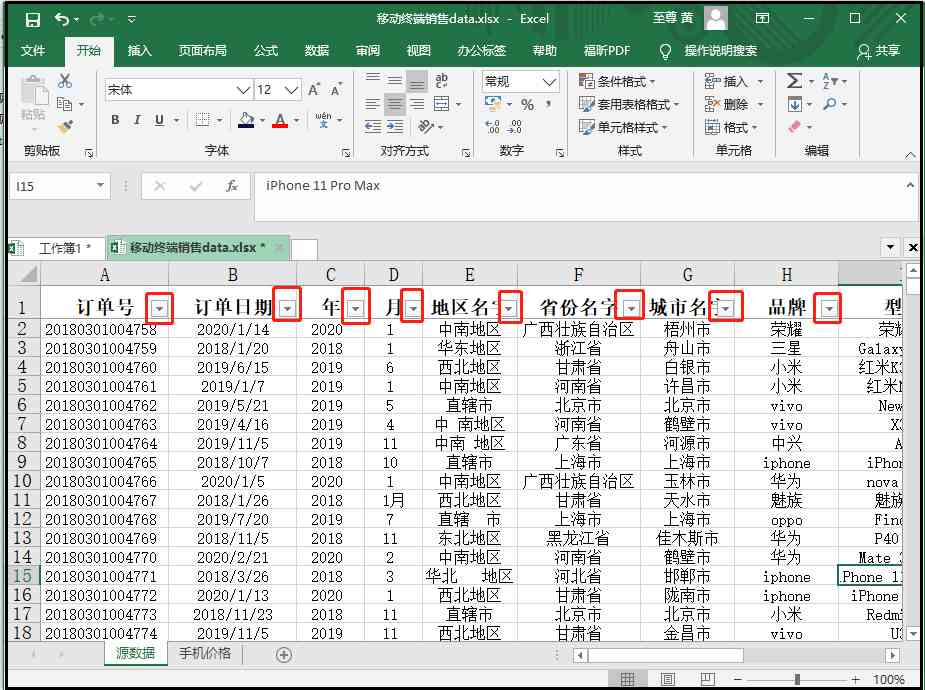 移动终端销售data.xlsx - Excel 至尊 黄
文件 开始 插入 页面布局 公式 数据 审阅 视图 办公标签 帮助 福昕PDF 操作说明搜索 共享
粘贴 宋体 12 A A ab 常规 条件格式 插入 Σ
B I U A wén % , 套用表格格式 删除
单元格样式 格式
剪贴板 字体 对齐方式 数字 样式 单元格 编辑
I15 fx iPhone 11 Pro Max
工作簿1 * 移动终端销售data.xlsx *
A B C D E F G H
1 订单号 订单日期 年 月 地区名字 省份名字 城市名字 品牌 型
2 20180301004758 2020/1/14 2020 1 中南地区 广西壮族自治区 梧州市 荣耀 荣耀
3 20180301004759 2018/1/20 2018 1 华东地区 浙江省 舟山市 三星 Galaxy
4 20180301004760 2019/6/15 2019 6 西北地区 甘肃省 白银市 小米 红米K
5 20180301004761 2019/1/7 2019 1 中南地区 河南省 许昌市 小米 红米N
6 20180301004762 2019/5/21 2019 5 直辖市 北京市 北京市 vivo New
7 20180301004763 2019/4/16 2019 4 中 南地区 河南省 鹤壁市 vivo X
8 20180301004764 2019/11/5 2019 11 中南 地区 广东省 河源市 中兴 A
9 20180301004765 2018/10/7 2018 10 直辖市 上海市 上海市 iphone iPho
10 20180301004766 2020/1/5 2020 1 中南地区 广西壮族自治区 玉林市 华为 nova
11 20180301004767 2018/1/26 2018 1月 西北地区 甘肃省 天水市 魅族 魅族
12 20180301004768 2019/7/20 2019 7 直辖 市 上海市 上海市 oppo Fin
13 20180301004769 2018/11/5 2018 11 东北地区 黑龙江省 佳木斯市 华为 P40
14 20180301004770 2020/2/21 2020 2 中南地区 河南省 鹤壁市 华为 Mate 3
15 20180301004771 2018/3/26 2018 3 华北 地区 河北省 邯郸市 iphone Phone 11
16 20180301004772 2020/1/13 2020 1 西北地区 甘肃省 陇南市 iphone iPhone
17 20180301004773 2018/11/23 2018 11 直辖市 北京市 北京市 小米 Redmi
18 20180301004774 2019/11/5 2019 11 西北地区 甘肃省 金昌市 vivo U3
源数据 手机价格
100%